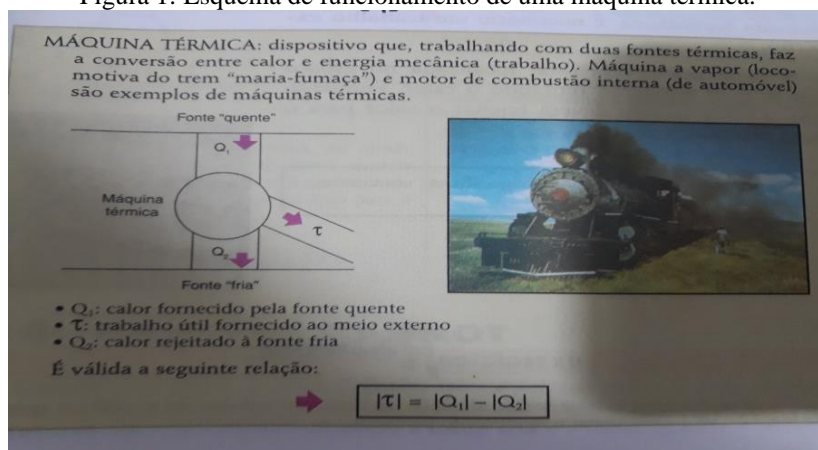 Figura 1: Esquema de funcionamento de uma máquina térmica.
MÁQUINA TÉRMICA: dispositivo que, trabalhando com duas fontes térmicas, faz
a conversão entre calor e energia mecânica (trabalho). Máquina a vapor (loco-
motiva do trem “maria-fumaça”) e motor de combustão interna (de automóvel)
são exemplos de máquinas térmicas.
Fonte “quente”
Q₁
Máquina
térmica
τ
Q₂
Fonte “fria”
• Q₁: calor fornecido pela fonte quente
• τ: trabalho útil fornecido ao meio externo
• Q₂: calor rejeitado à fonte fria
É válida a seguinte relação:
|τ| = |Q₁| – |Q₂|